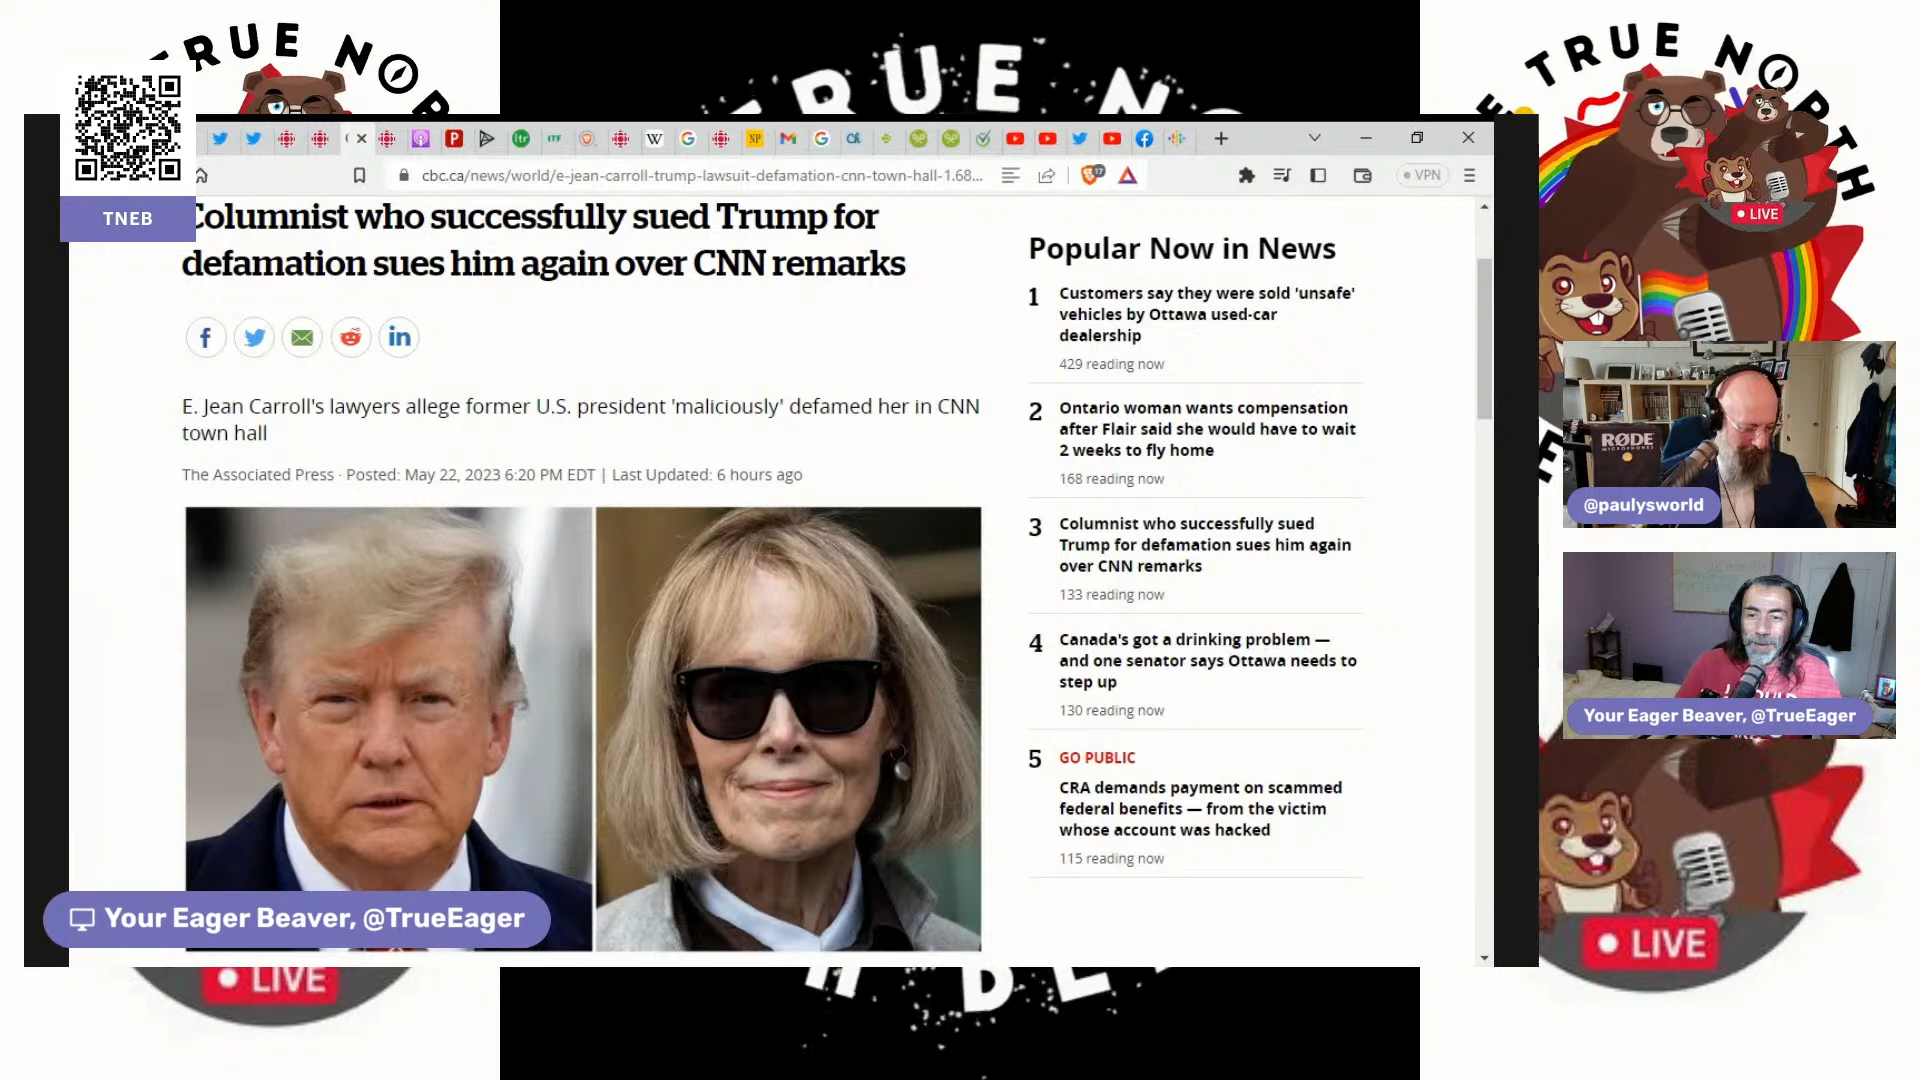 TRUE NOR
TRUE NO
TRUE NORTH
TNEB
LIVE
cbc.ca/news/world/e-jean-carroll-trump-lawsuit-defamation-cnn-town-hall-1.68...
VPN
Columnist who successfully sued Trump for
defamation sues him again over CNN remarks
E. Jean Carroll's lawyers allege former U.S. president 'maliciously' defamed her in CNN
town hall
The Associated Press · Posted: May 22, 2023 6:20 PM EDT | Last Updated: 6 hours ago
Popular Now in News
1
Customers say they were sold 'unsafe'
vehicles by Ottawa used-car
dealership
429 reading now
2
Ontario woman wants compensation
after Flair said she would have to wait
2 weeks to fly home
168 reading now
3
Columnist who successfully sued
Trump for defamation sues him again
over CNN remarks
133 reading now
4
Canada's got a drinking problem —
and one senator says Ottawa needs to
step up
130 reading now
5
GO PUBLIC
CRA demands payment on scammed
federal benefits — from the victim
whose account was hacked
115 reading now
RØDE
MICROPHONES
@paulysworld
Your Eager Beaver, @TrueEager
Your Eager Beaver, @TrueEager
LIVE
LIVE